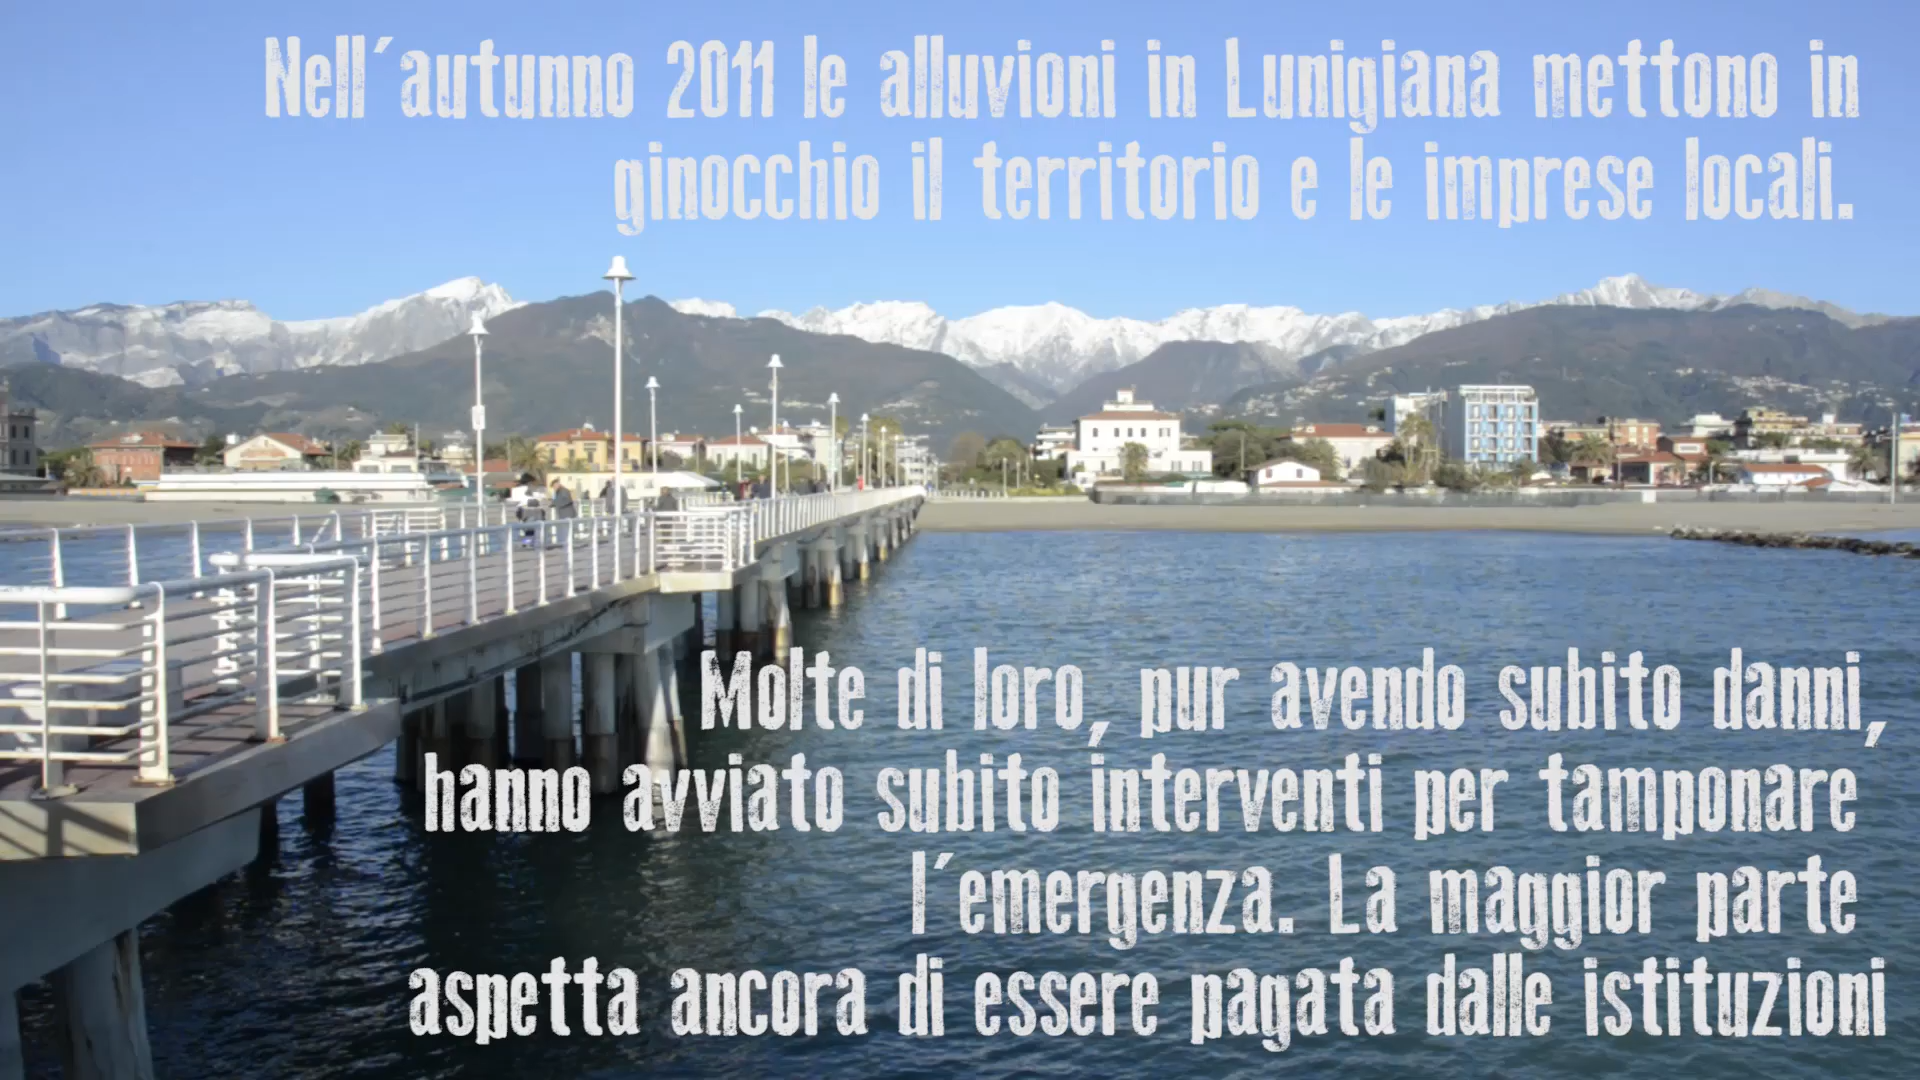 Nell´autunno 2011 le alluvioni in Lunigiana mettono in
ginocchio il territorio e le imprese locali.
Molte di loro, pur avendo subito danni,
hanno avviato subito interventi per tamponare
l´emergenza. La maggior parte
aspetta ancora di essere pagata dalle istituzioni